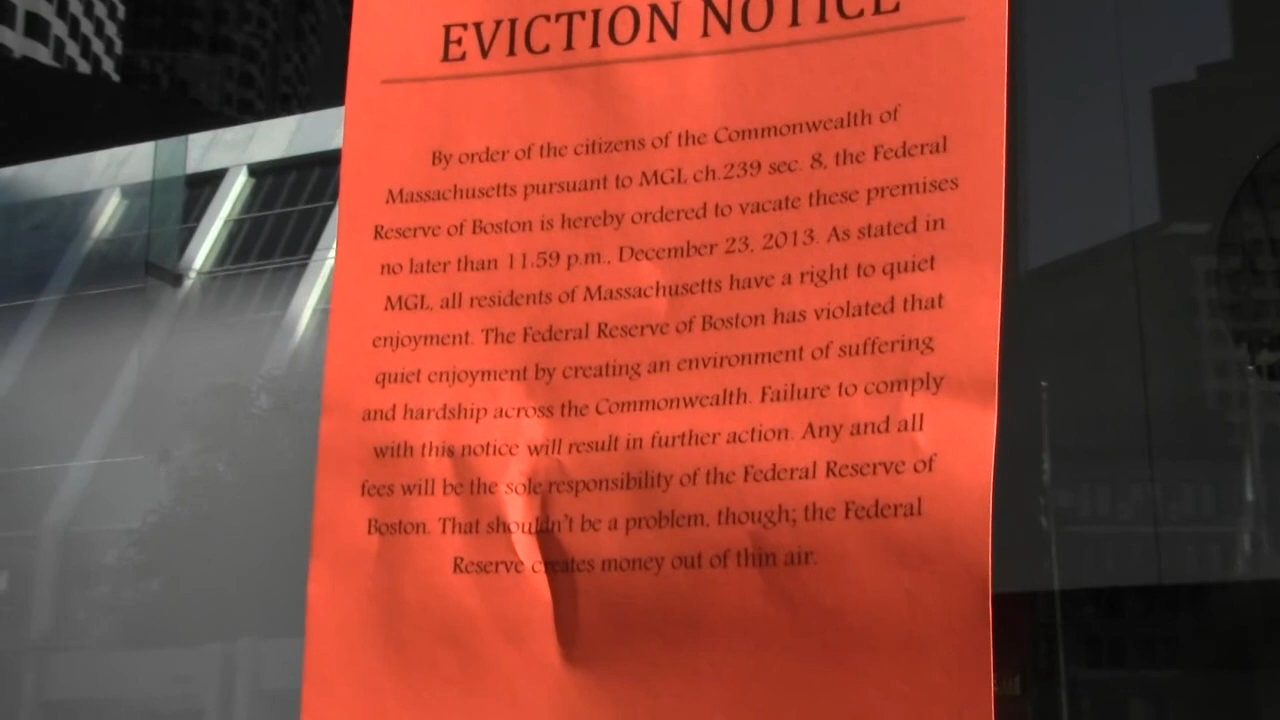 EVICTION NOTICE
By order of the citizens of the Commonwealth of
Massachusetts pursuant to MGL ch.239 sec. 8, the Federal
Reserve of Boston is hereby ordered to vacate these premises
no later than 11.59 p.m., December 23, 2013. As stated in
MGL, all residents of Massachusetts have a right to quiet
enjoyment. The Federal Reserve of Boston has violated that
quiet enjoyment by creating an environment of suffering
and hardship across the Commonwealth. Failure to comply
with this notice will result in further action. Any and all
fees will be the sole responsibility of the Federal Reserve of
Boston. That shouldn't be a problem, though; the Federal
Reserve creates money out of thin air.